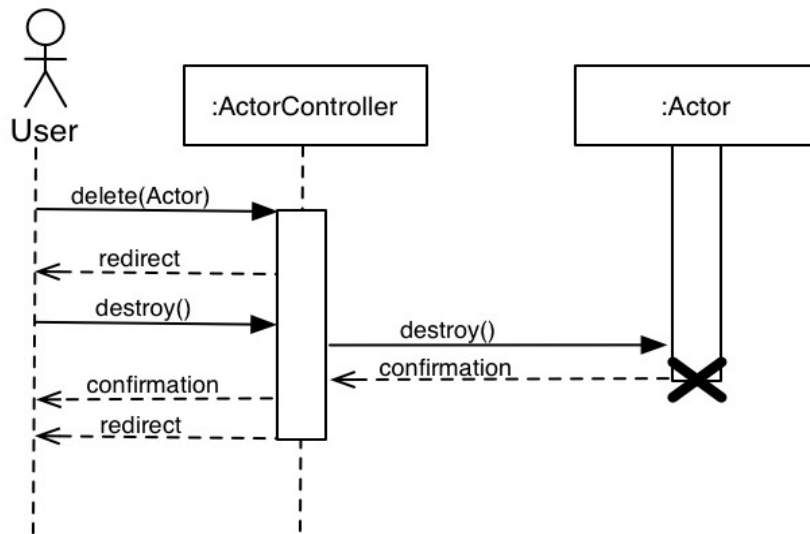 User
:ActorController
:Actor
delete(Actor)
redirect
destroy()
destroy()
confirmation
confirmation
redirect